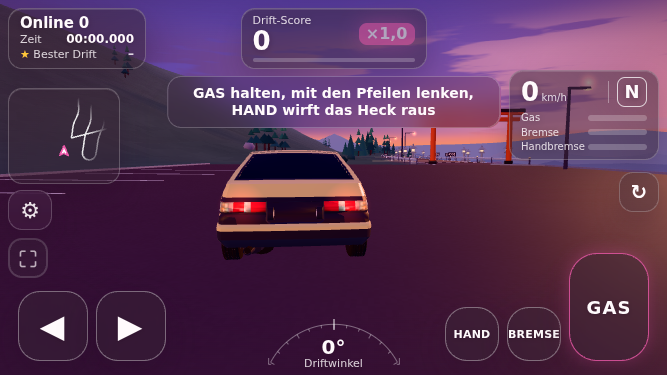 Online 0
Zeit 00:00.000
★ Bester Drift -
Drift-Score
0 ×1,0
GAS halten, mit den Pfeilen lenken,
HAND wirft das Heck raus
0 km/h N
Gas
Bremse
Handbremse
HAND
BREMSE
GAS
0°
Driftwinkel